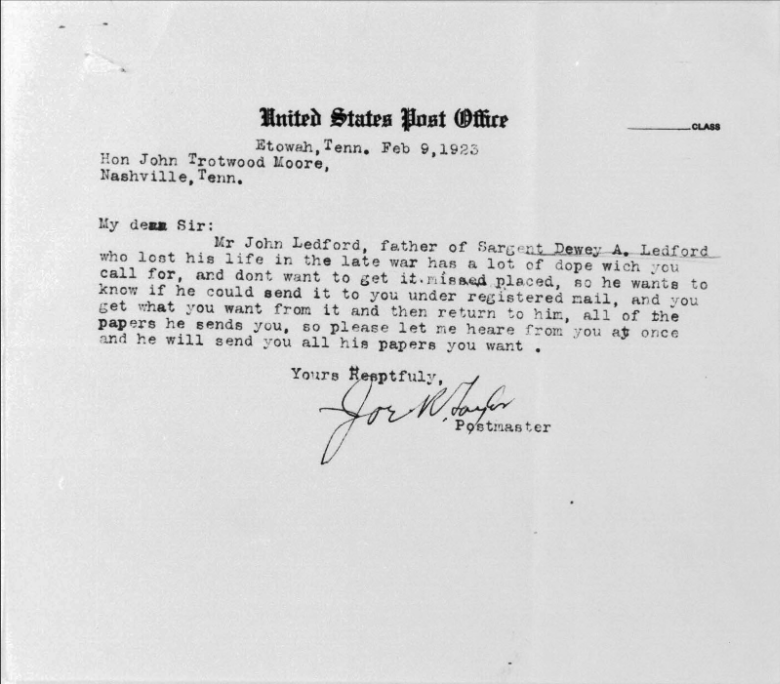 United States Post Office
CLASS
Etowah,Tenn. Feb 9,1923
Hon John Trotwood Moore,
Nashville,Tenn.
My dear Sir:
Mr John Ledford, father of Sargent Dewey A. Ledford
who lost his life in the late war has a lot of dope wich you
call for, and dont want to get it missed placed, so he wants to
know if he could send it to you under registered mail, and you
get what you want from it and then return to him, all of the
papers he sends you, so please let me heare from you at once
and he will send you all his papers you want .
Yours Resptfuly,
Joe R. Taylor
Postmaster